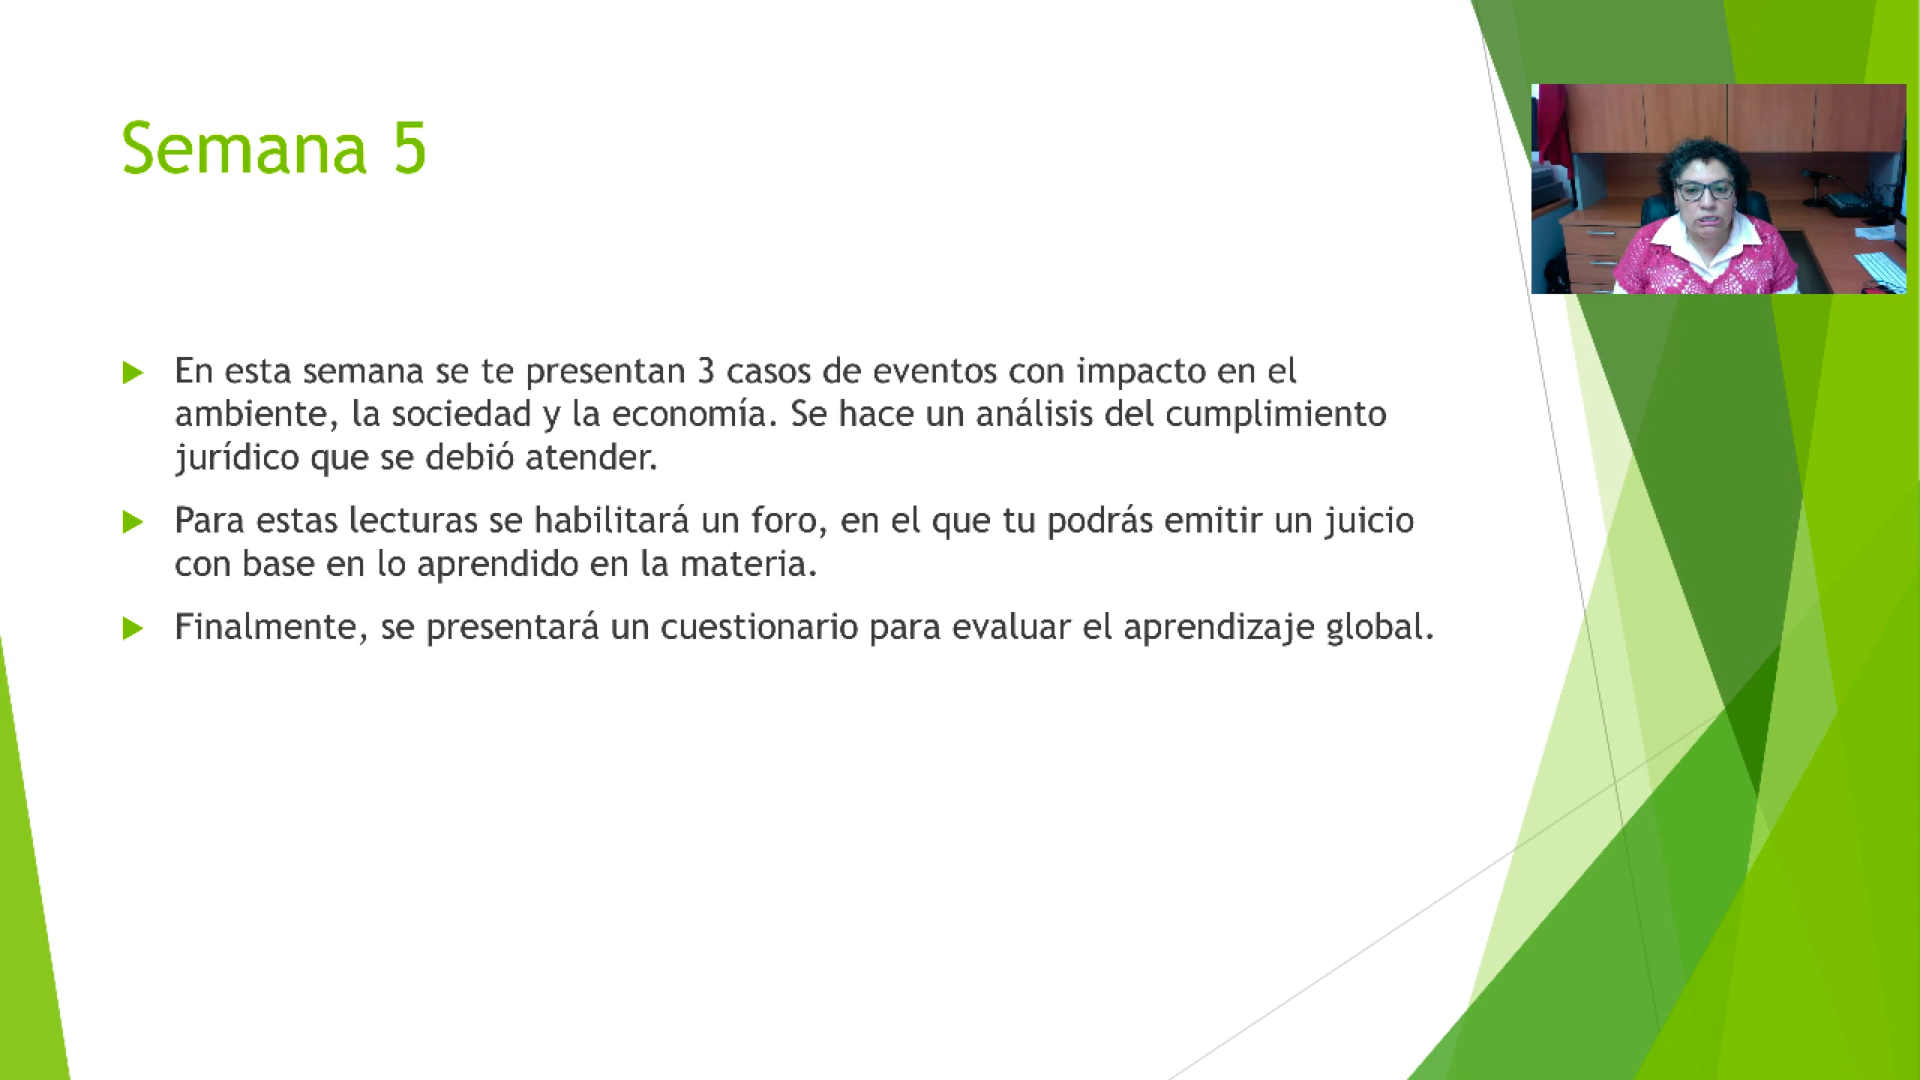 Semana 5
En esta semana se te presentan 3 casos de eventos con impacto en el
ambiente, la sociedad y la economía. Se hace un análisis del cumplimiento
jurídico que se debió atender.
Para estas lecturas se habilitará un foro, en el que tu podrás emitir un juicio
con base en lo aprendido en la materia.
Finalmente, se presentará un cuestionario para evaluar el aprendizaje global.